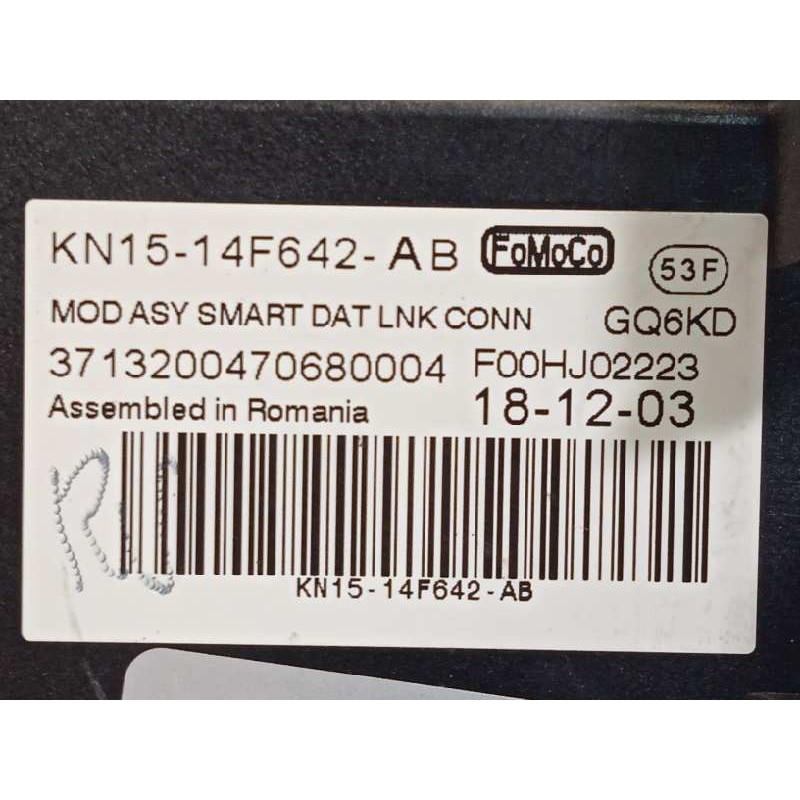 KN15-14F642-AB FoMoCo 53F
MOD ASY SMART DAT LNK CONN GQ6KD
3713200470680004 F00HJ02223
Assembled in Romania 18-12-03
KN15-14F642-AB